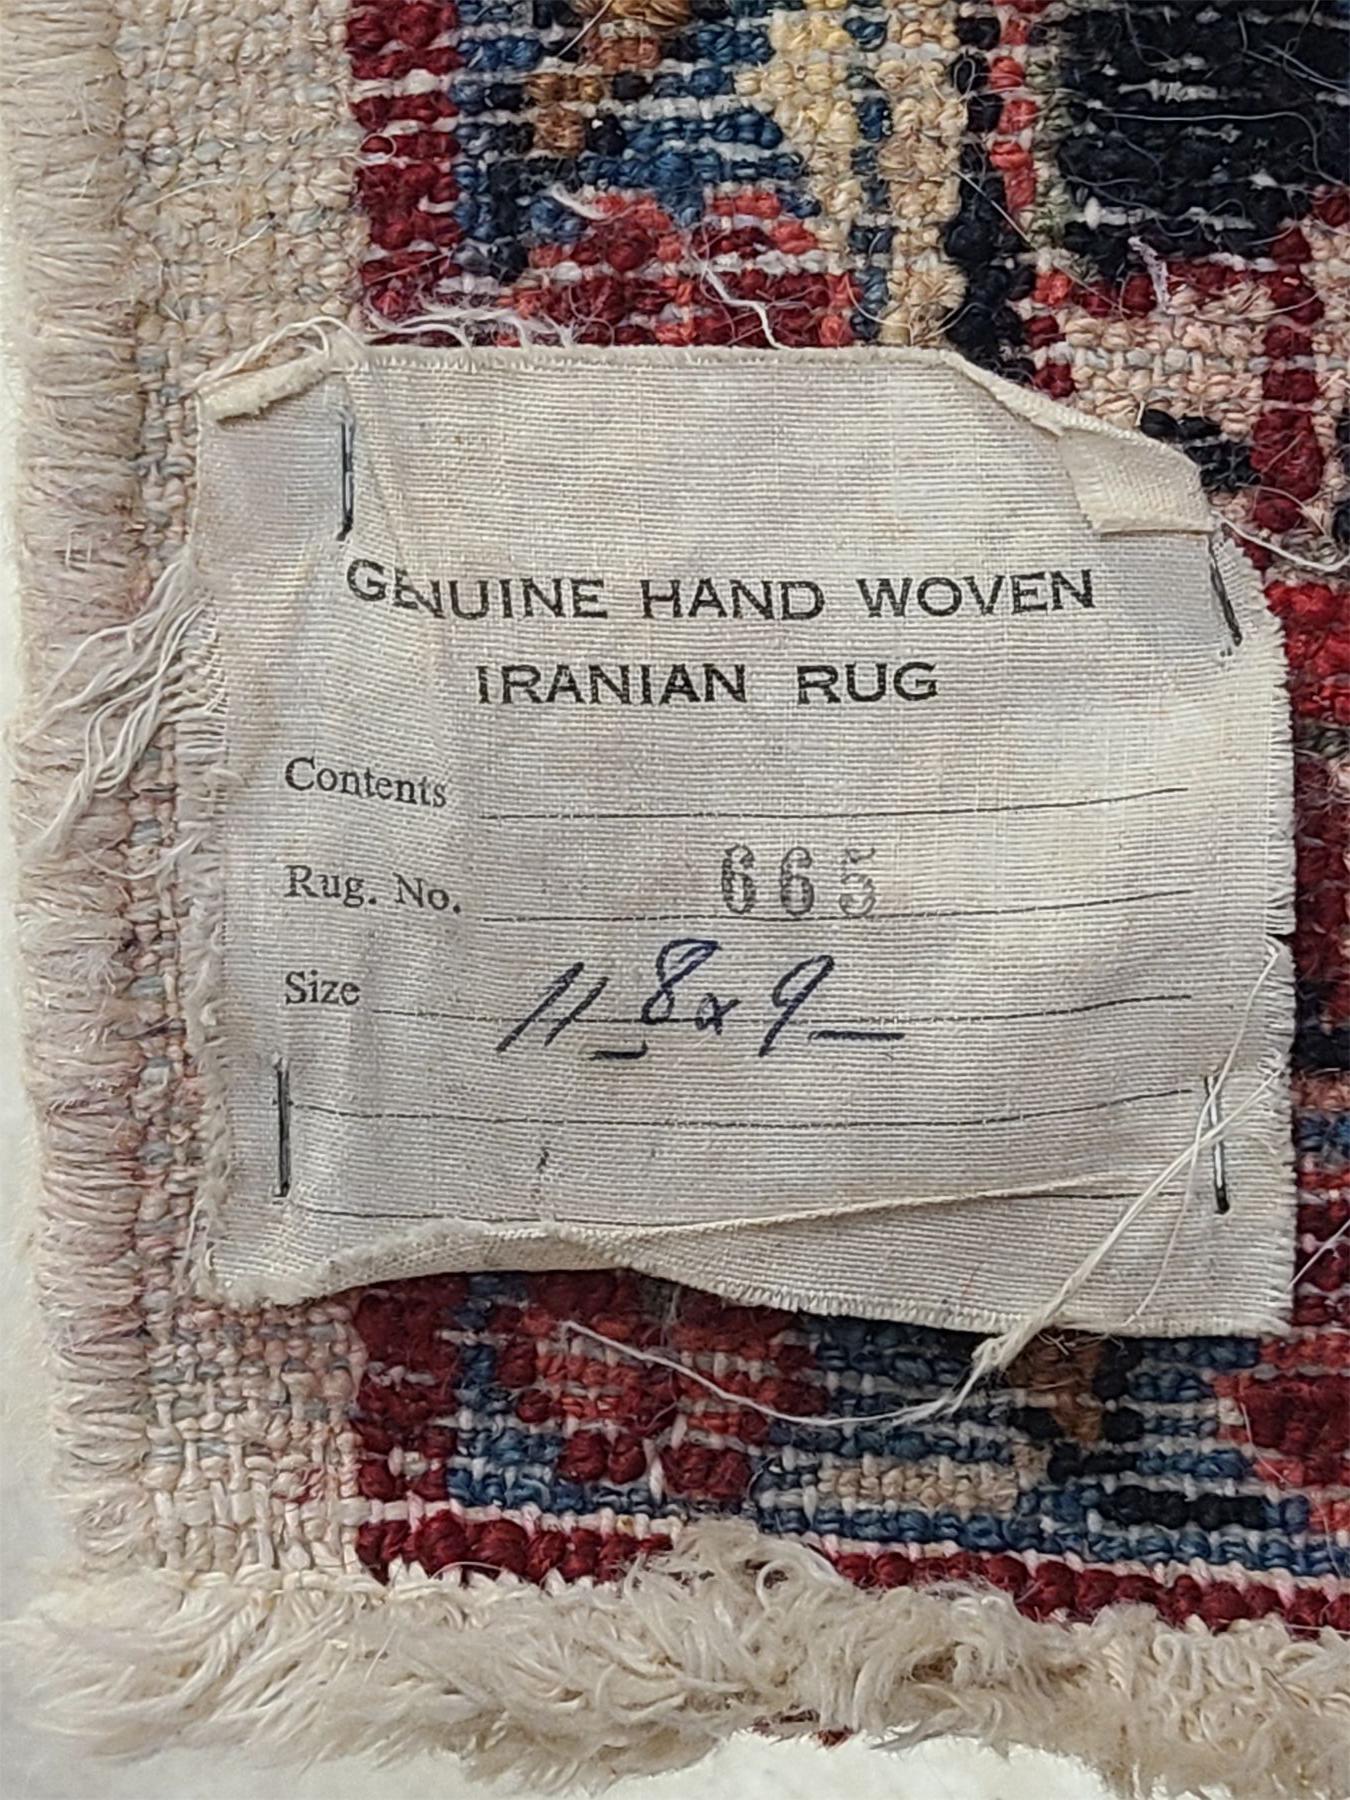 GENUINE HAND WOVEN
IRANIAN RUG
Contents
Rug. No. 665
Size 11_8x9_